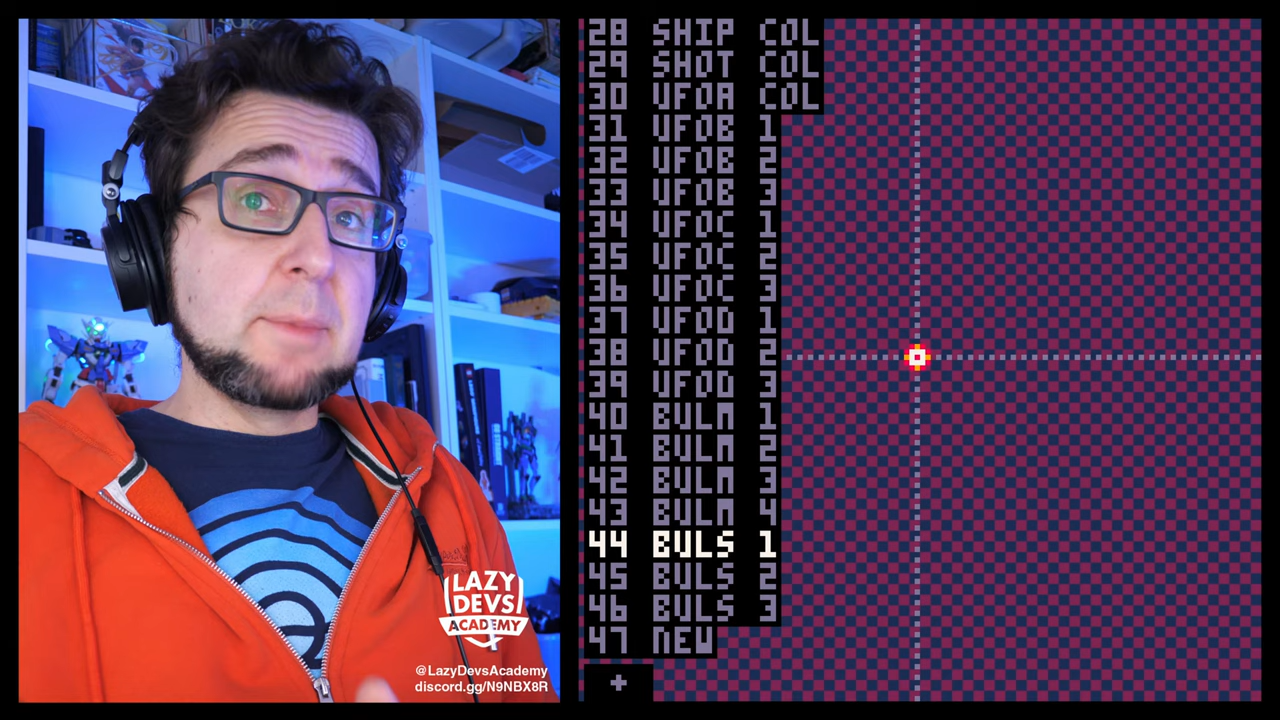 28 SHIP COL
29 SHOT COL
30 UFOA COL
31 UFOB 1
32 UFOB 2
33 UFOB 3
34 UFOC 1
35 UFOC 2
36 UFOC 3
37 UFOD 1
38 UFOD 2
39 UFOD 3
40 BULM 1
41 BULM 2
42 BULM 3
43 BULM 4
44 BULS 1
45 BULS 2
46 BULS 3
47 NEW
+
LAZY
DEVS
ACADEMY
@LazyDevsAcademy
discord.gg/N9NBX8R